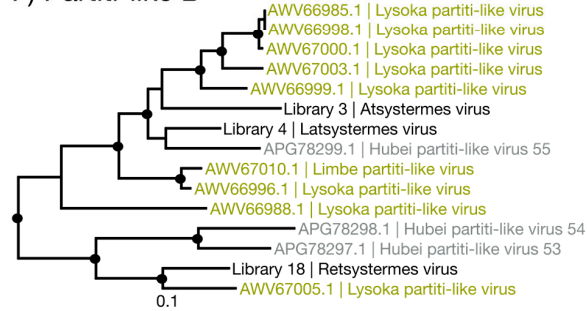 AWV66985.1 | Lysoka partiti-like virus
AWV66998.1 | Lysoka partiti-like virus
AWV67000.1 | Lysoka partiti-like virus
AWV67003.1 | Lysoka partiti-like virus
AWV66999.1 | Lysoka partiti-like virus
Library 3 | Atsystermes virus
Library 4 | Latsystermes virus
APG78299.1 | Hubei partiti-like virus 55
AWV67010.1 | Limbe partiti-like virus
AWV66996.1 | Lysoka partiti-like virus
AWV66988.1 | Lysoka partiti-like virus
APG78298.1 | Hubei partiti-like virus 54
APG78297.1 | Hubei partiti-like virus 53
Library 18 | Retsystermes virus
AWV67005.1 | Lysoka partiti-like virus
0.1